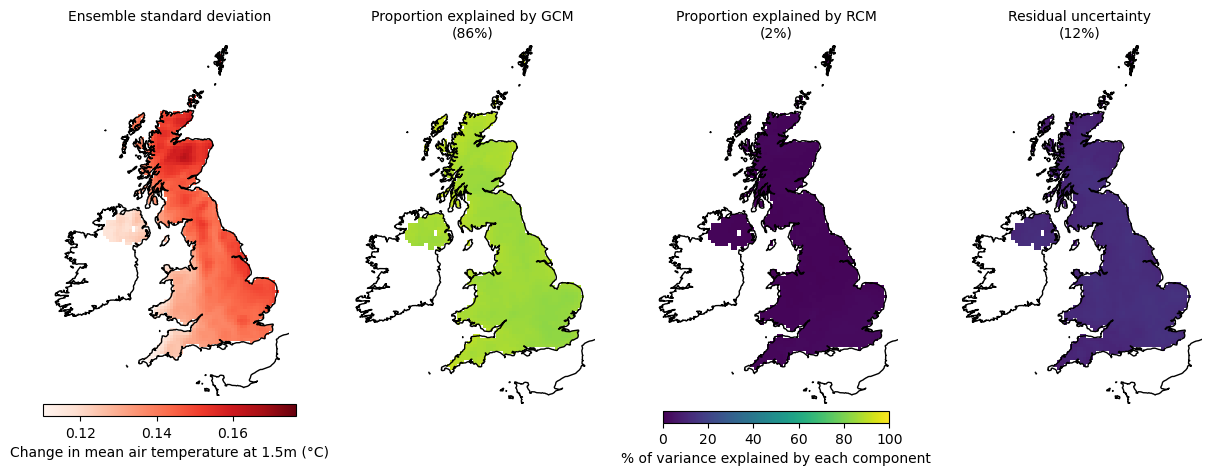 Ensemble standard deviation
Proportion explained by GCM
(86%)
Proportion explained by RCM
(2%)
Residual uncertainty
(12%)
0.12 0.14 0.16
Change in mean air temperature at 1.5m (°C)
0 20 40 60 80 100
% of variance explained by each component